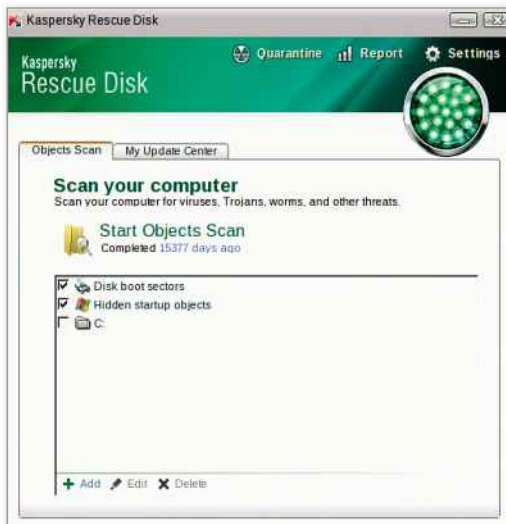 Kaspersky Rescue Disk
Quarantine Report Settings
Kaspersky
Rescue Disk
Objects Scan My Update Center
Scan your computer
Scan your computer for viruses, Trojans, worms, and other threats.
Start Objects Scan
Completed 15377 days ago
Disk boot sectors
Hidden startup objects
C:
Add Edit Delete